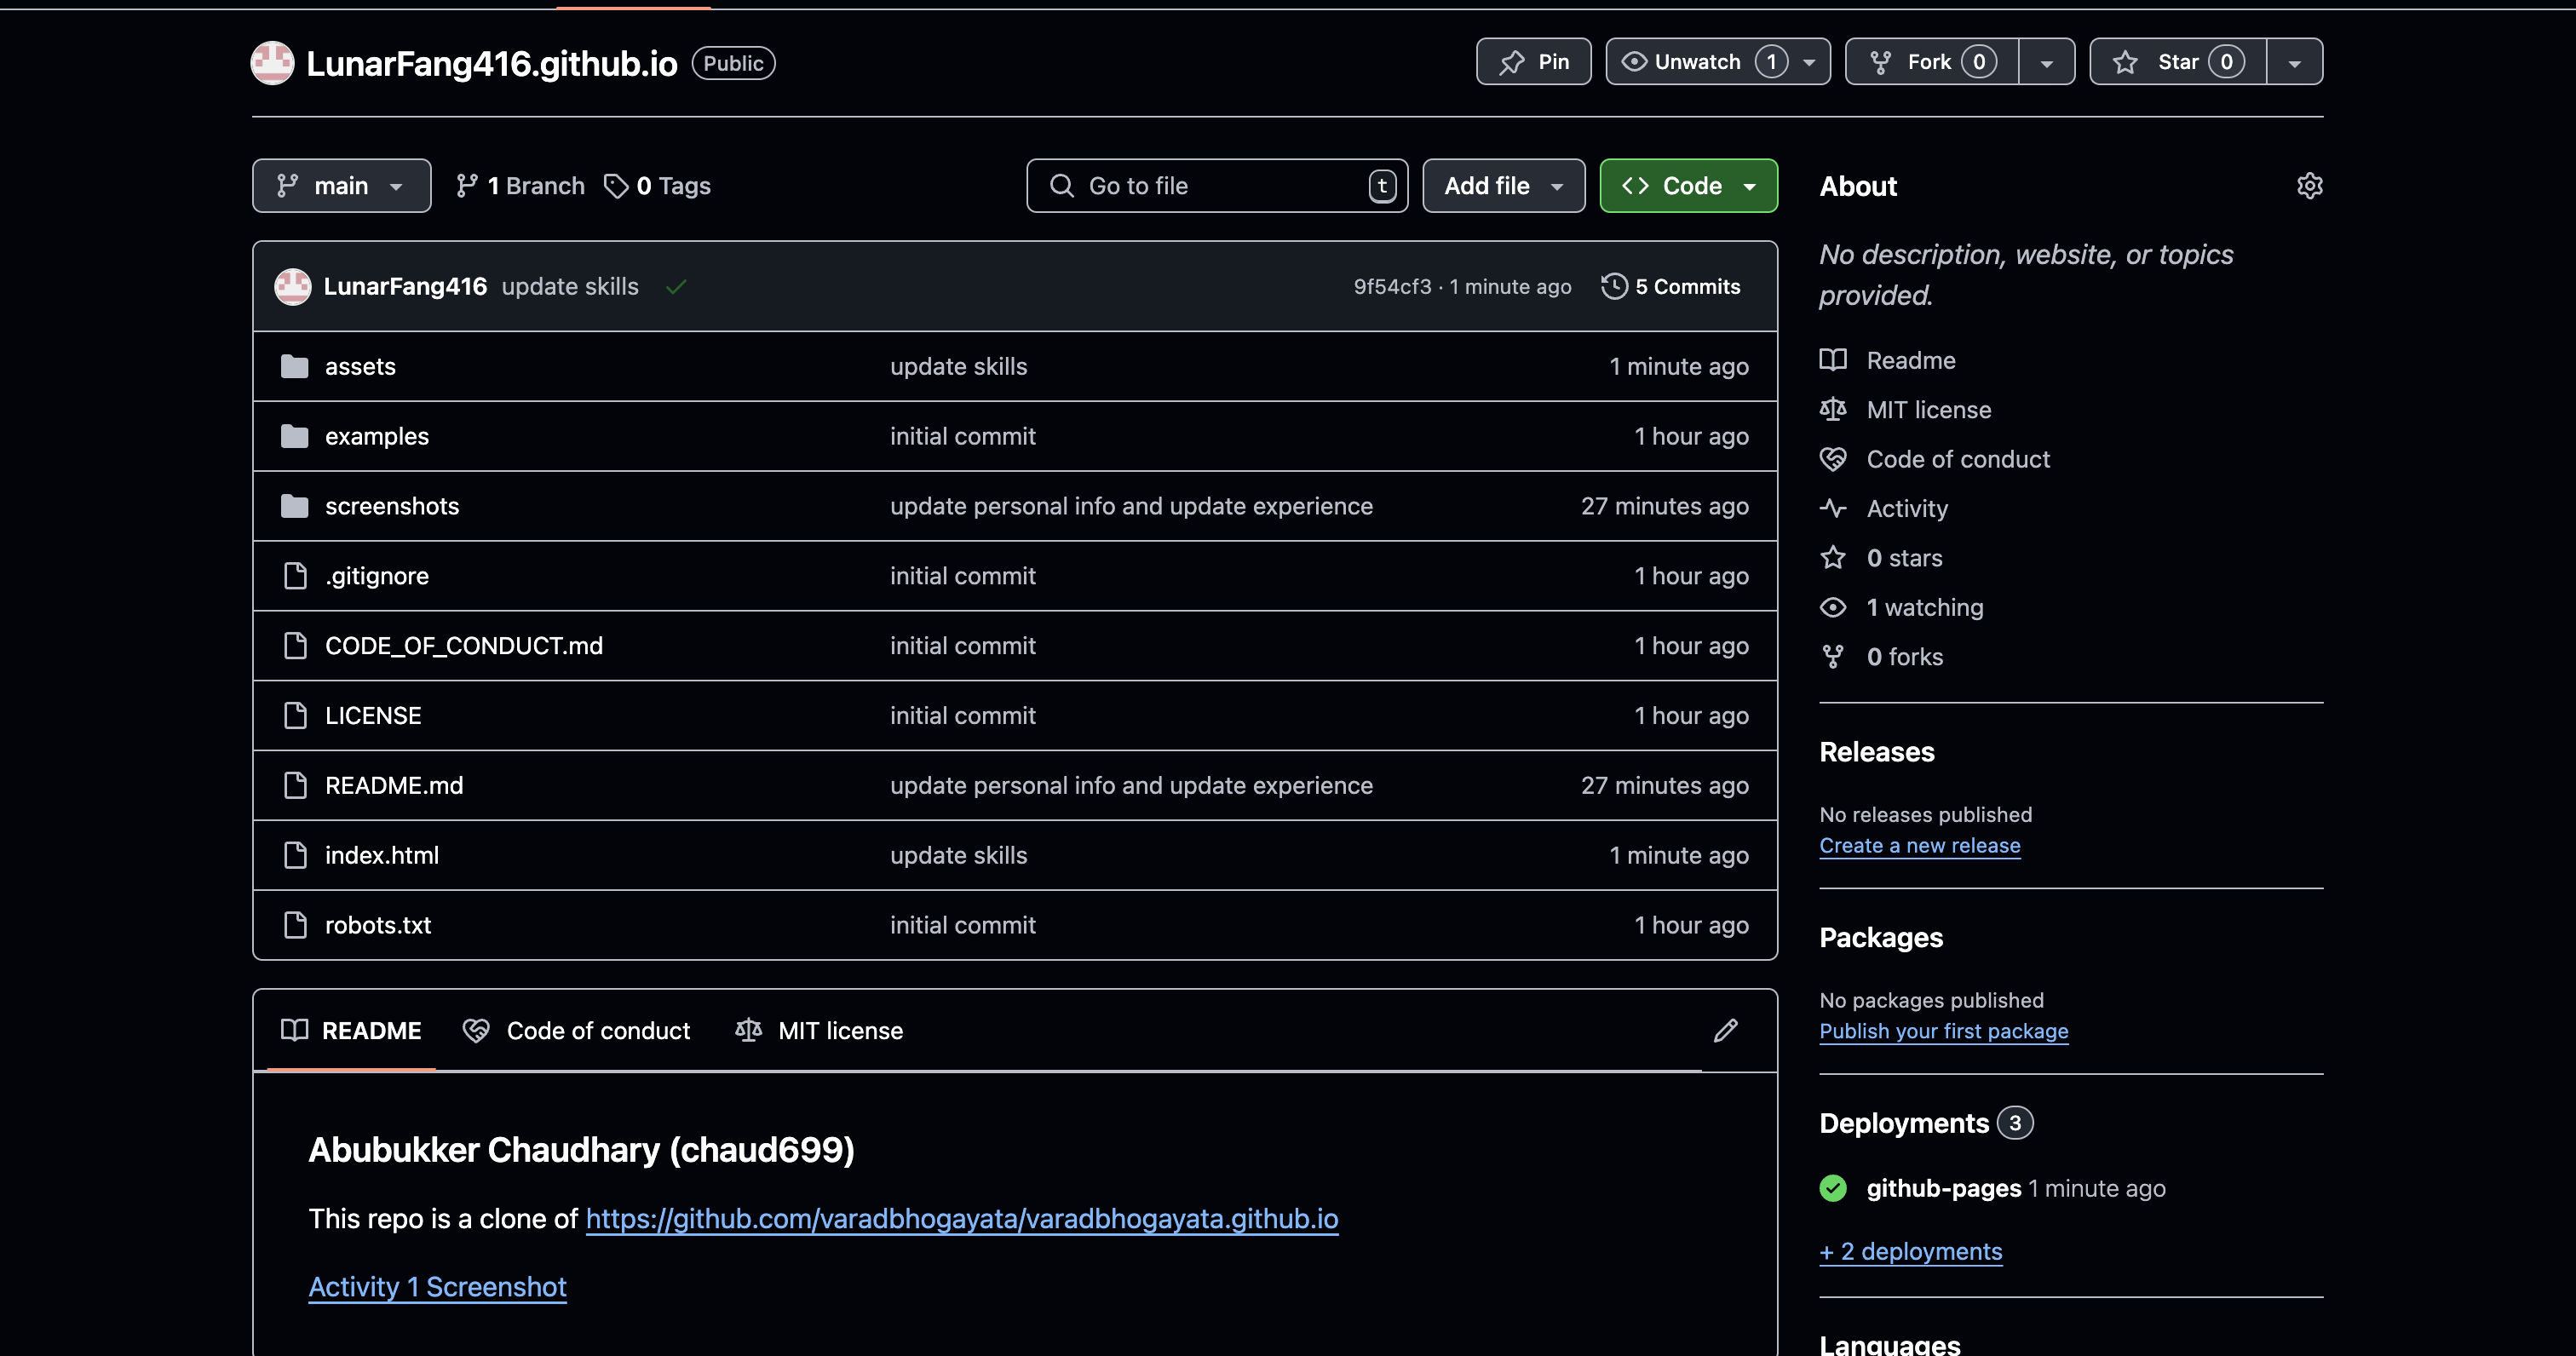 LunarFang416.github.io Public
Pin
Unwatch 1
Fork 0
Star 0
main
1 Branch
0 Tags
Go to file t
Add file
Code
LunarFang416 update skills
9f54cf3 · 1 minute ago
5 Commits
assets update skills 1 minute ago
examples initial commit 1 hour ago
screenshots update personal info and update experience 27 minutes ago
.gitignore initial commit 1 hour ago
CODE_OF_CONDUCT.md initial commit 1 hour ago
LICENSE initial commit 1 hour ago
README.md update personal info and update experience 27 minutes ago
index.html update skills 1 minute ago
robots.txt initial commit 1 hour ago
README
Code of conduct
MIT license
Abubukker Chaudhary (chaud699)
This repo is a clone of https://github.com/varadbhogayata/varadbhogayata.github.io
Activity 1 Screenshot
About
No description, website, or topics
provided.
Readme
MIT license
Code of conduct
Activity
0 stars
1 watching
0 forks
Releases
No releases published
Create a new release
Packages
No packages published
Publish your first package
Deployments 3
github-pages 1 minute ago
+ 2 deployments
Languages